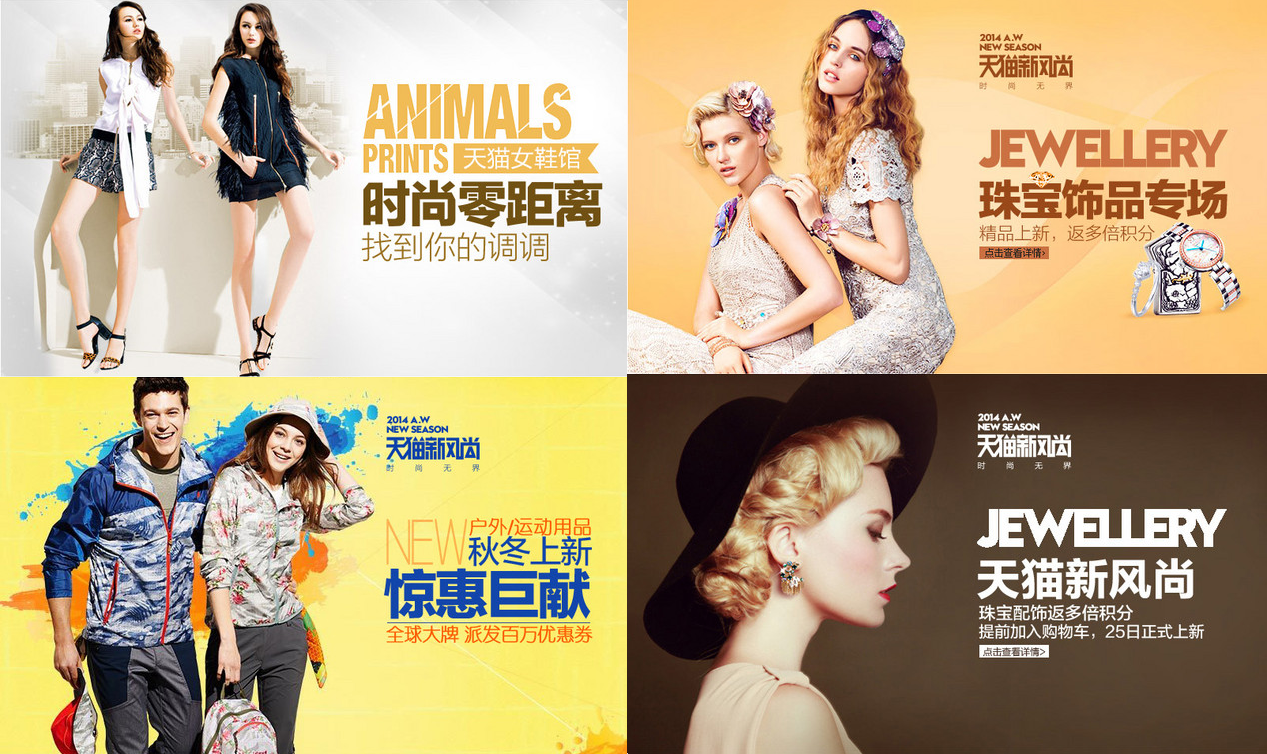 ANIMALS
PRINTS 天猫女鞋馆
时尚零距离
找到你的调调
2014 A.W
NEW SEASON
天猫新风尚
时尚无界
JEWELLERY
珠宝饰品专场
精品上新，返多倍积分
点击查看详情>
2014 A.W
NEW SEASON
天猫新风尚
时尚无界
NEW 户外/运动用品
秋冬上新
惊惠巨献
全球大牌 派发百万优惠券
2014 A.W
NEW SEASON
天猫新风尚
时尚无界
JEWELLERY
天猫新风尚
珠宝配饰返多倍积分
提前加入购物车，25日正式上新
点击查看详情>